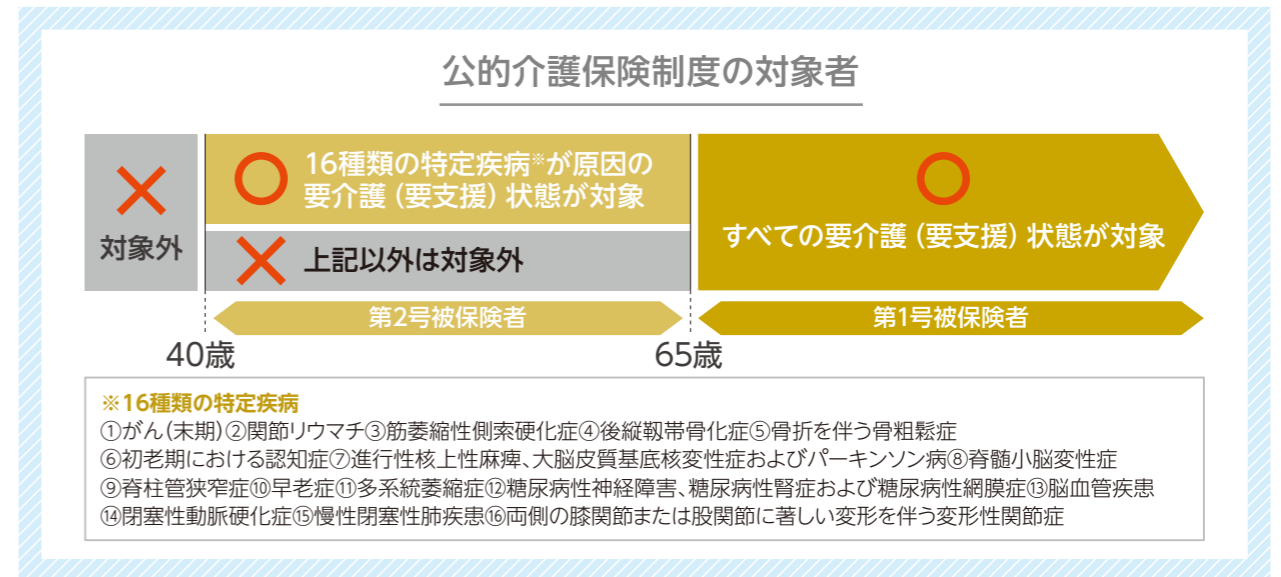 公的介護保険制度の対象者
対象外
16種類の特定疾病※が原因の
要介護（要支援）状態が対象
上記以外は対象外
すべての要介護（要支援）状態が対象
第2号被保険者
第1号被保険者
40歳
65歳
※16種類の特定疾病
①がん（末期）②関節リウマチ③筋萎縮性側索硬化症④後縦靱帯骨化症⑤骨折を伴う骨粗鬆症
⑥初老期における認知症⑦進行性核上性麻痺、大脳皮質基底核変性症およびパーキンソン病⑧脊髄小脳変性症
⑨脊柱管狭窄症⑩早老症⑪多系統萎縮症⑫糖尿病性神経障害、糖尿病性腎症および糖尿病性網膜症⑬脳血管疾患
⑭閉塞性動脈硬化症⑮慢性閉塞性肺疾患⑯両側の膝関節または股関節に著しい変形を伴う変形性関節症